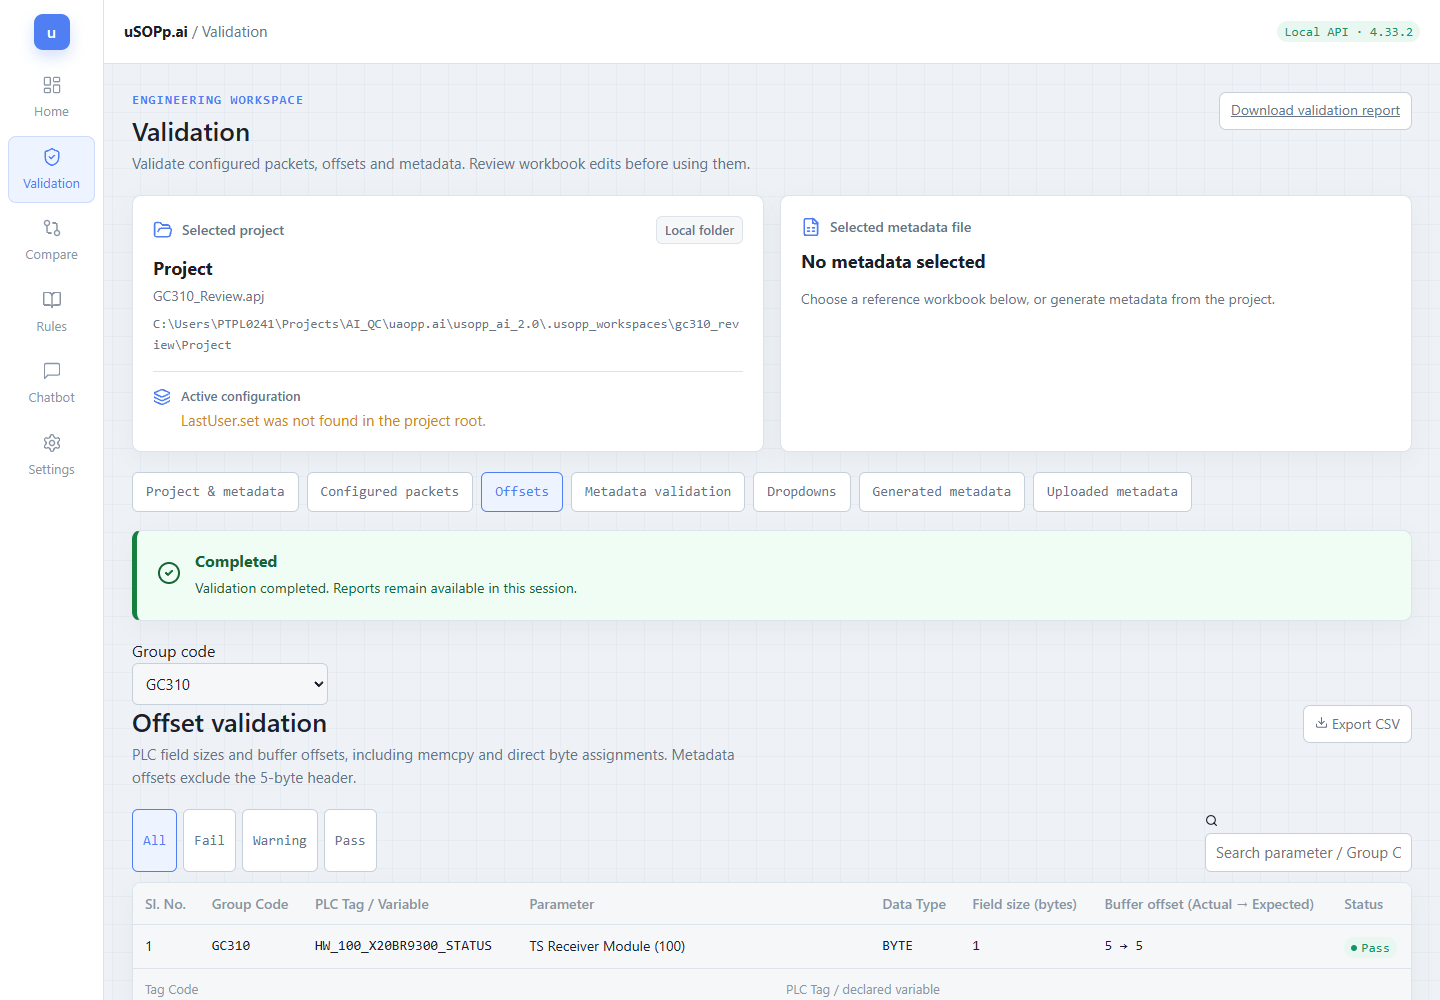 u
uSOPp.ai / Validation
Local API · 4.33.2
Home
Validation
Compare
Rules
Chatbot
Settings
ENGINEERING WORKSPACE
Validation
Validate configured packets, offsets and metadata. Review workbook edits before using them.
Download validation report
Selected project
Local folder
Project
GC310_Review.apj
C:\Users\PTPL0241\Projects\AI_QC\uaopp.ai\usopp_ai_2.0\.usopp_workspaces\gc310_rev
iew\Project
Active configuration
LastUser.set was not found in the project root.
Selected metadata file
No metadata selected
Choose a reference workbook below, or generate metadata from the project.
Project & metadata
Configured packets
Offsets
Metadata validation
Dropdowns
Generated metadata
Uploaded metadata
Completed
Validation completed. Reports remain available in this session.
Group code
GC310
Offset validation
PLC field sizes and buffer offsets, including memcpy and direct byte assignments. Metadata
offsets exclude the 5-byte header.
Export CSV
All
Fail
Warning
Pass
Search parameter / Group C
Sl. No. Group Code PLC Tag / Variable Parameter Data Type Field size (bytes) Buffer offset (Actual → Expected) Status
1 GC310 HW_100_X20BR9300_STATUS TS Receiver Module (100) BYTE 1 5 → 5 Pass
Tag Code PLC Tag / declared variable